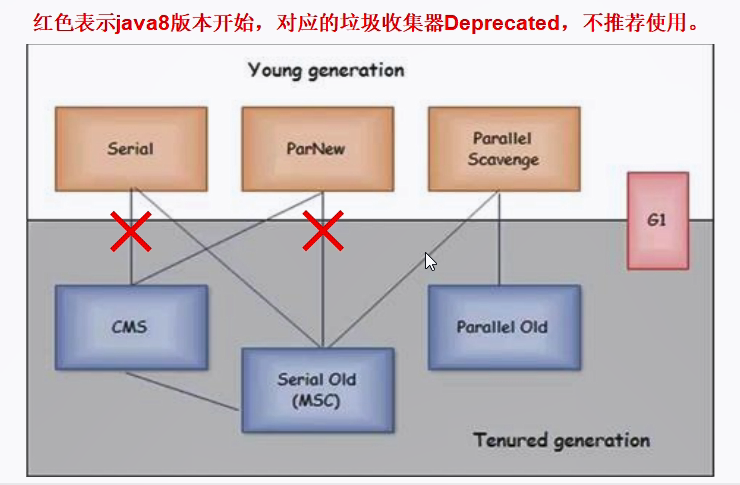 红色表示java8版本开始，对应的垃圾收集器Deprecated，不推荐使用。
Young generation
Serial
ParNew
Parallel
Scavenge
G1
CMS
Serial Old
(MSC)
Parallel Old
Tenured generation